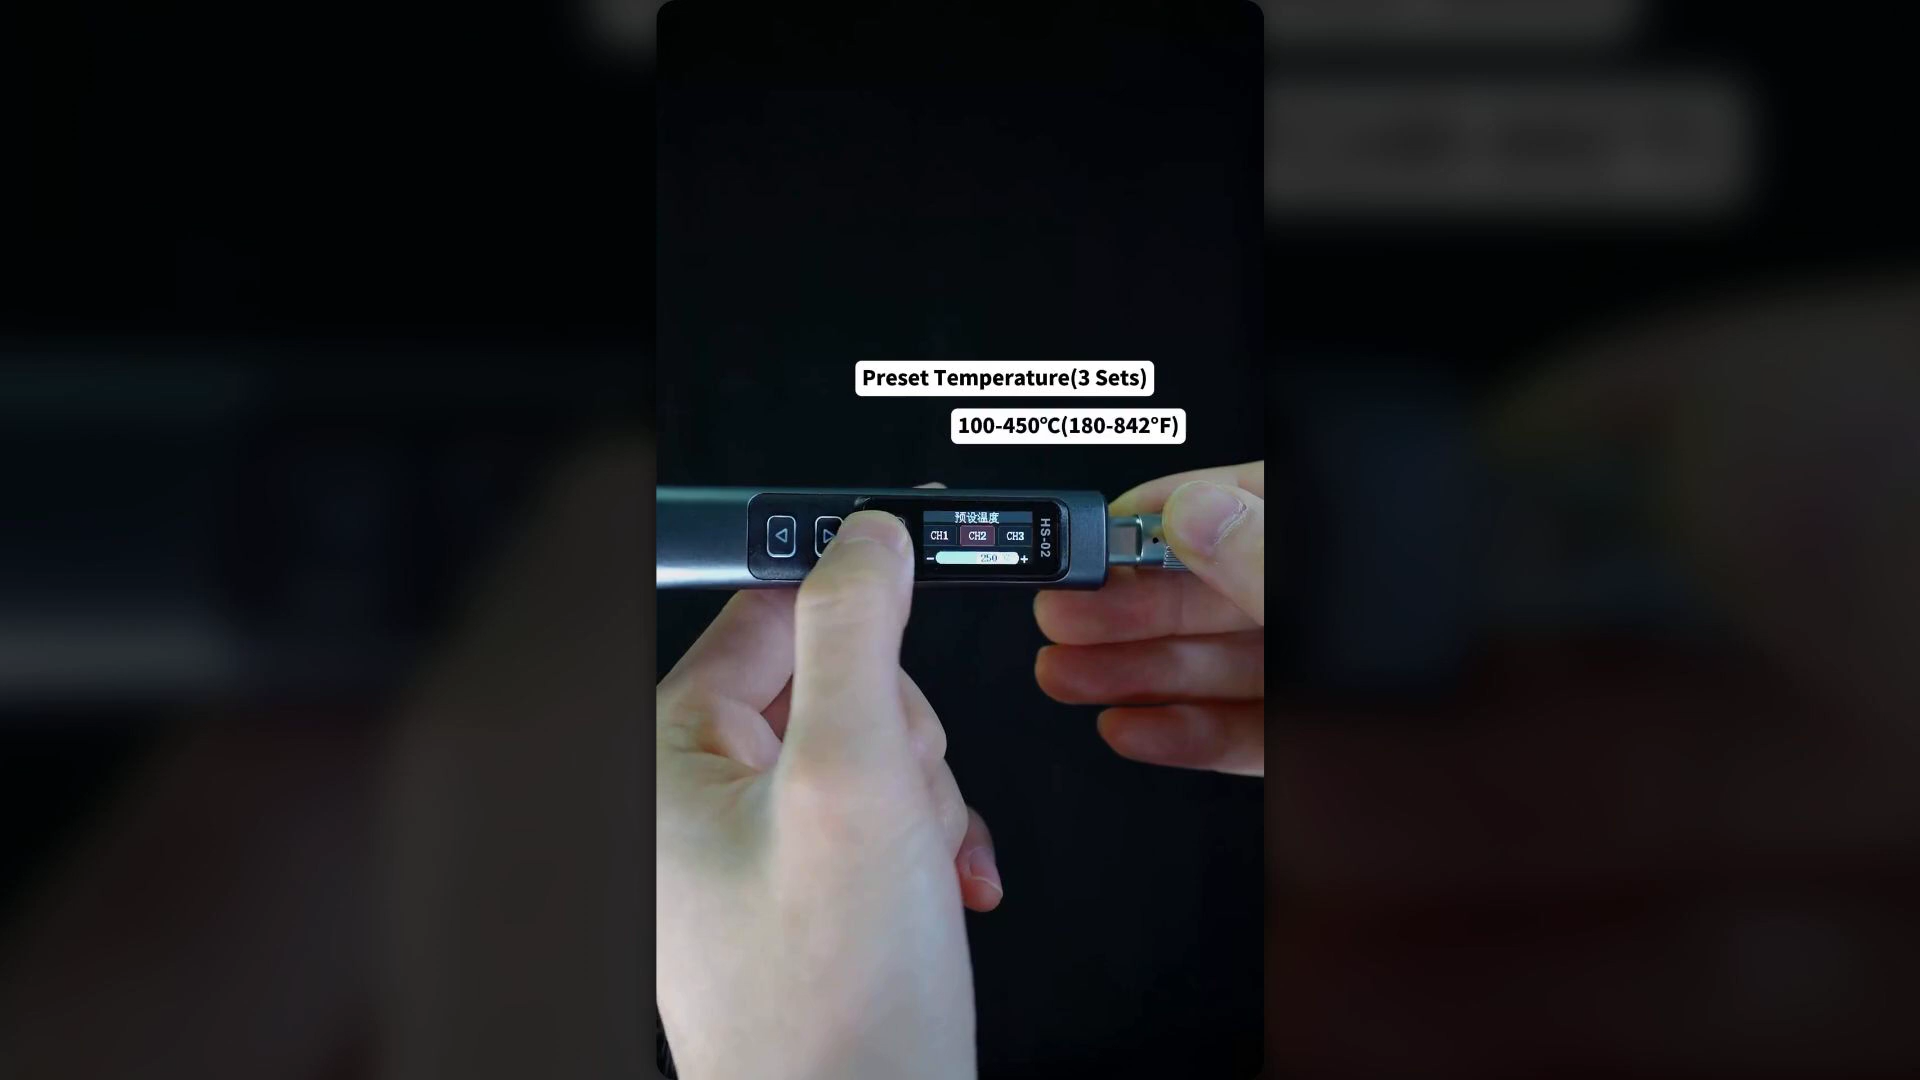 Preset Temperature(3 Sets)
100-450℃(180-842°F)
预设温度
CH1 CH2 CH3
- 250 +
HS-02